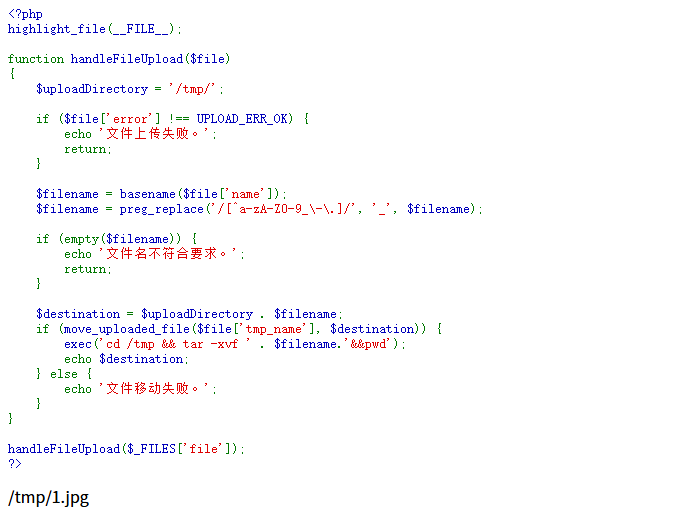 <?php
highlight_file(__FILE__);
function handleFileUpload($file)
{
    $uploadDirectory = '/tmp/';
    if ($file['error'] !== UPLOAD_ERR_OK) {
        echo '文件上传失败。';
        return;
    }
    $filename = basename($file['name']);
    $filename = preg_replace('/[^a-zA-Z0-9_\-\.]/', '_', $filename);
    if (empty($filename)) {
        echo '文件名不符合要求。';
        return;
    }
    $destination = $uploadDirectory . $filename;
    if (move_uploaded_file($file['tmp_name'], $destination)) {
        exec('cd /tmp && tar -xvf ' . $filename.'&&pwd');
        echo $destination;
    } else {
        echo '文件移动失败。';
    }
}
handleFileUpload($_FILES['file']);
?>
/tmp/1.jpg